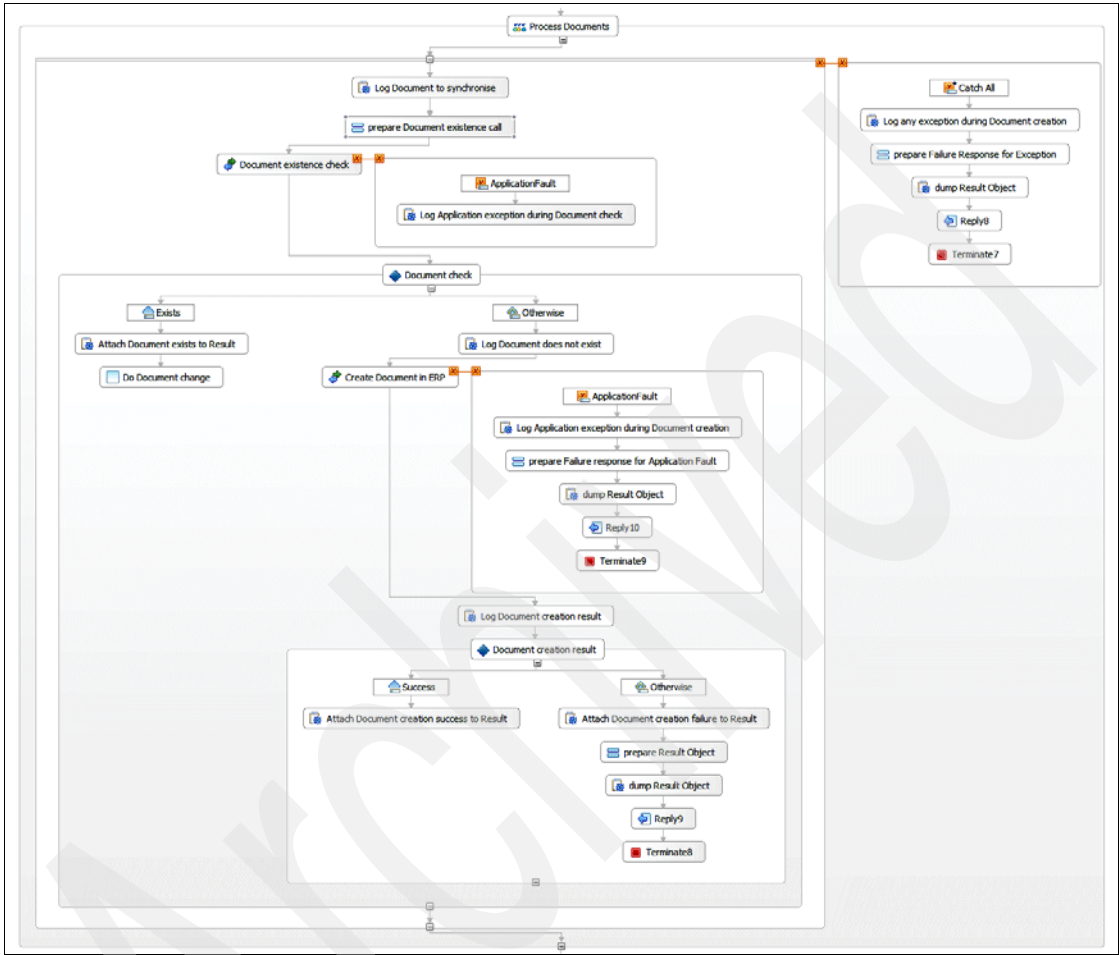 Process Documents
Log Document to synchronise
prepare Document existence call
Document existence check
ApplicationFault
Log Application exception during Document check
Catch All
Log any exception during Document creation
prepare Failure Response for Exception
dump Result Object
Reply8
Terminate7
Document check
Exists
Attach Document exists to Result
Do Document change
Otherwise
Log Document does not exist
Create Document in ERP
ApplicationFault
Log Application exception during Document creation
prepare Failure response for Application Fault
dump Result Object
Reply10
Terminate9
Log Document creation result
Document creation result
Success
Attach Document creation success to Result
Otherwise
Attach Document creation failure to Result
prepare Result Object
dump Result Object
Reply9
Terminate8
Archived